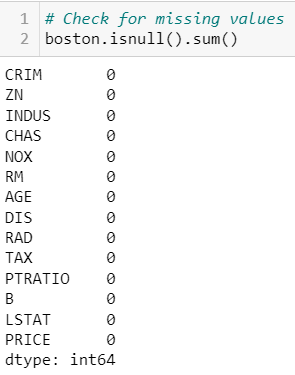 1 # Check for missing values
2 boston.isnull().sum()
CRIM 0
ZN 0
INDUS 0
CHAS 0
NOX 0
RM 0
AGE 0
DIS 0
RAD 0
TAX 0
PTRATIO 0
B 0
LSTAT 0
PRICE 0
dtype: int64